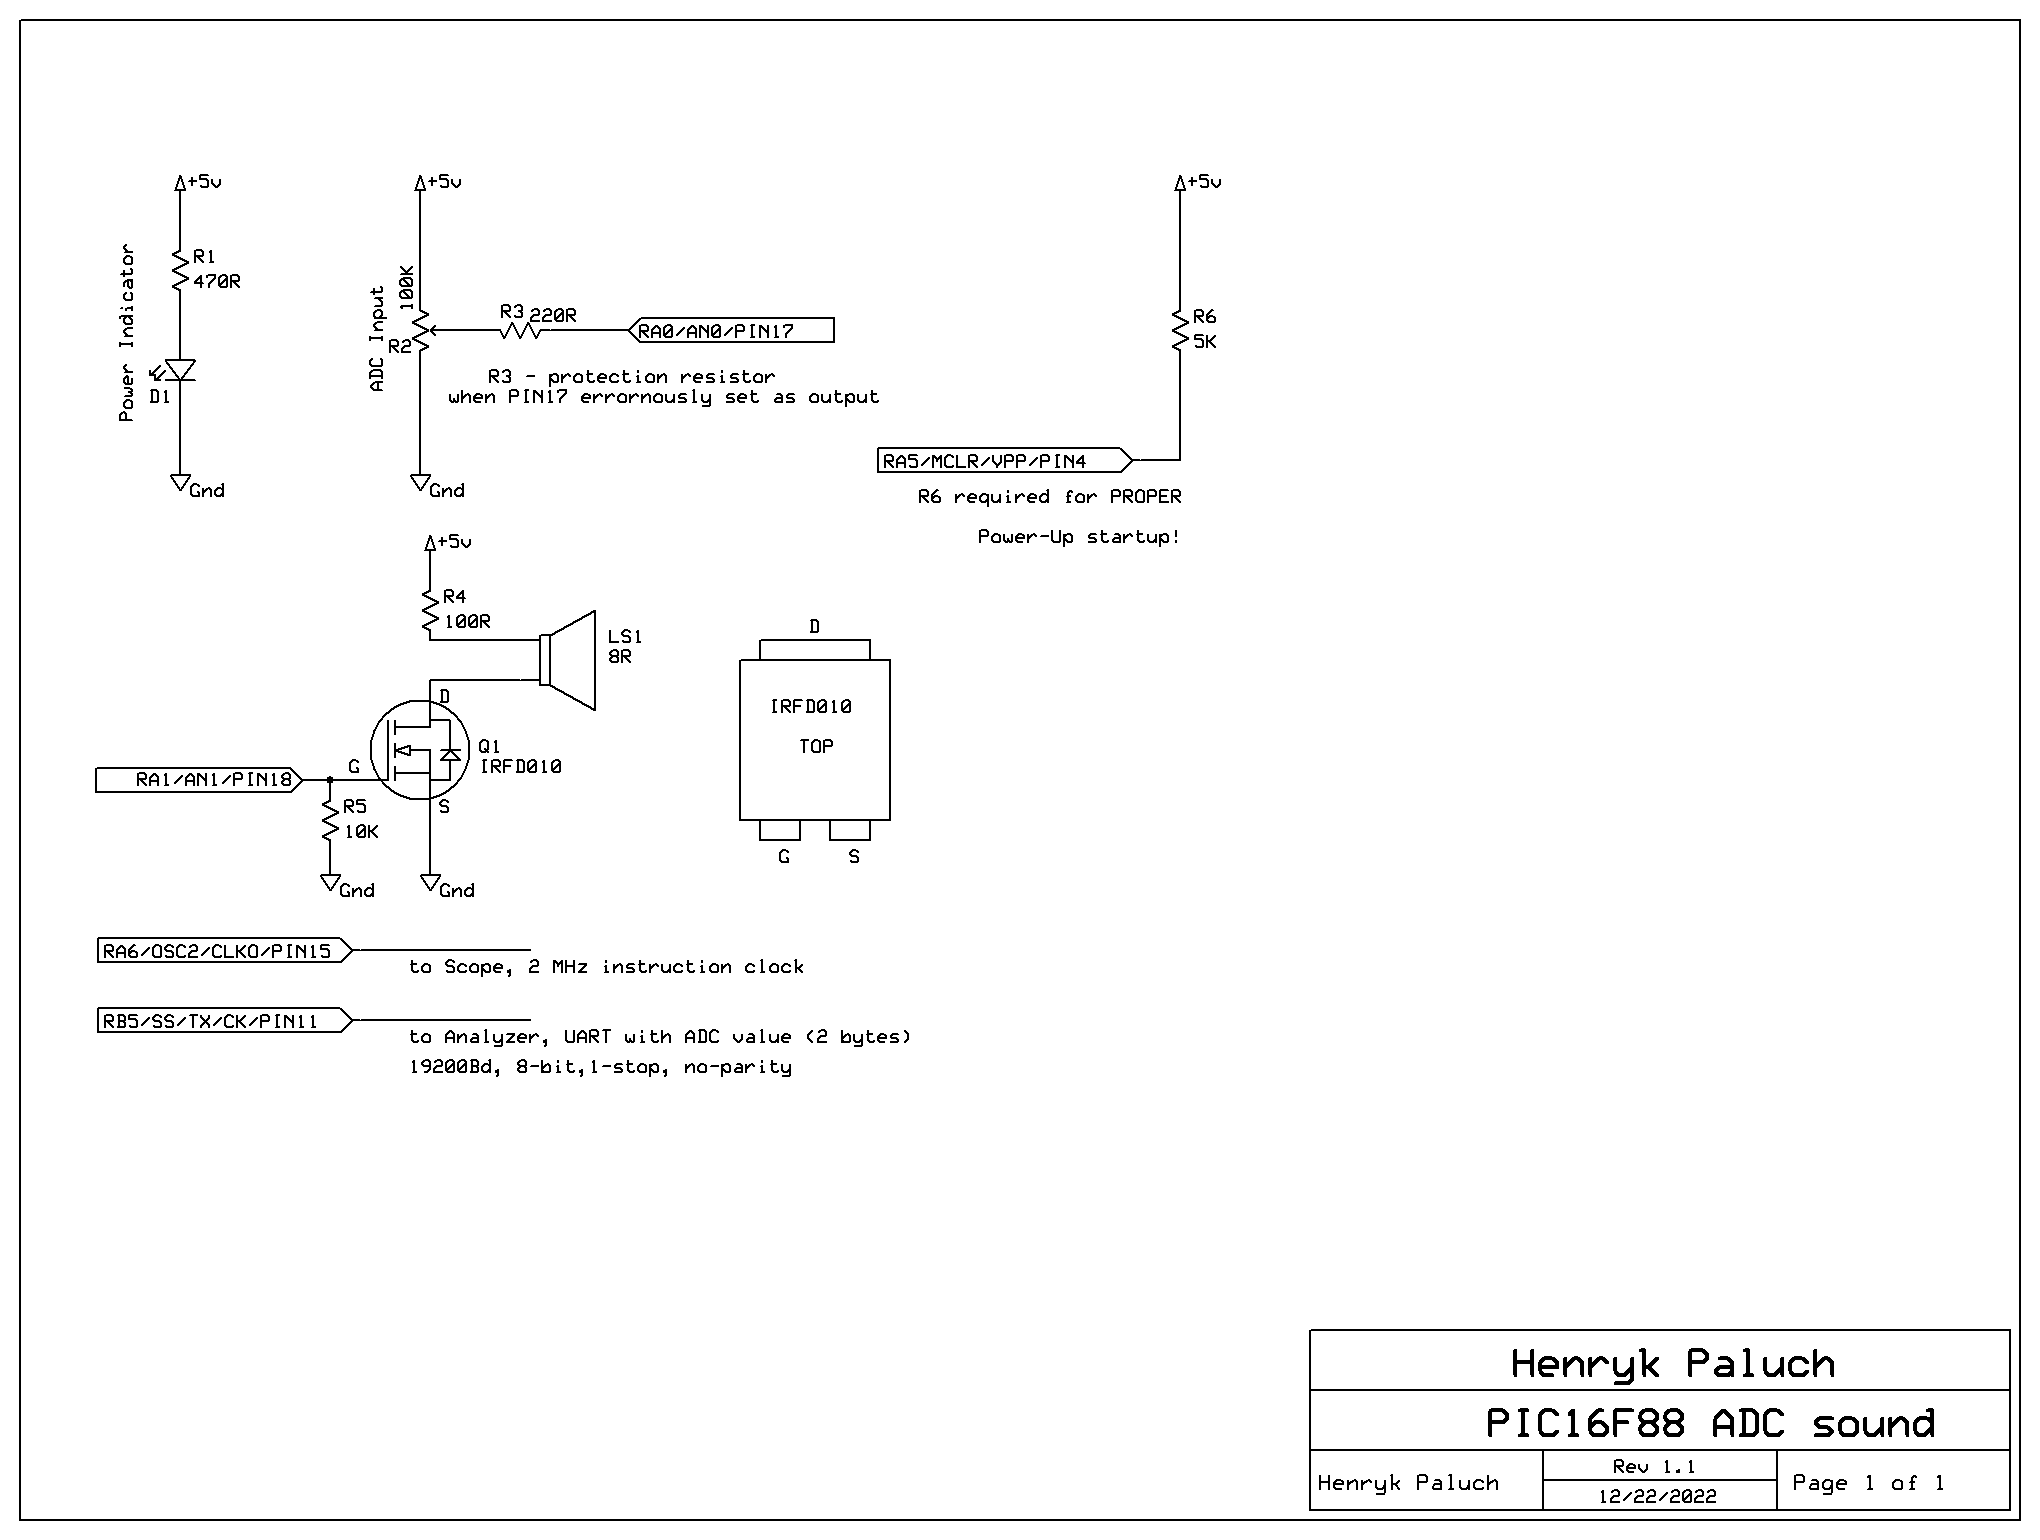 +5v
R1
470R
Power Indicator
D1
Gnd
+5v
100K
ADC Input
R2
R3 220R
RA0/AN0/PIN17
R3 - protection resistor
when PIN17 errornously set as output
Gnd
+5v
R6
5K
RA5/MCLR/VPP/PIN4
R6 required for PROPER
Power-Up startup!
+5v
R4
100R
LS1
8R
D
Q1
IRFD010
G
S
RA1/AN1/PIN18
R5
10K
Gnd
Gnd
D
IRFD010
TOP
G S
RA6/OSC2/CLKO/PIN15
to Scope, 2 MHz instruction clock
RB5/SS/TX/CK/PIN11
to Analyzer, UART with ADC value (2 bytes)
19200Bd, 8-bit,1-stop, no-parity
Henryk Paluch
PIC16F88 ADC sound
Henryk Paluch
Rev 1.1
12/22/2022
Page 1 of 1